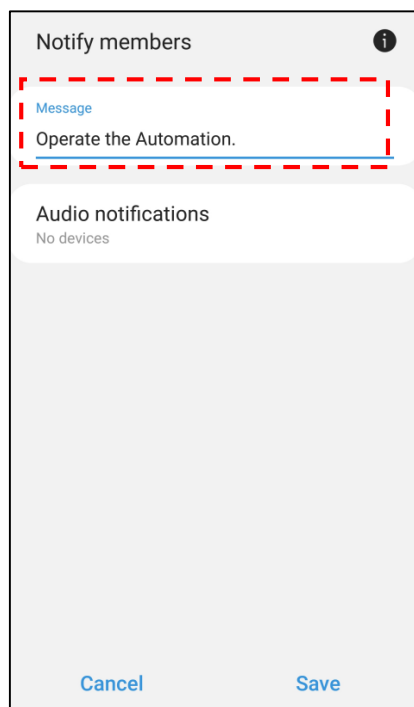 Notify members
Message
Operate the Automation.
Audio notifications
No devices
Cancel Save